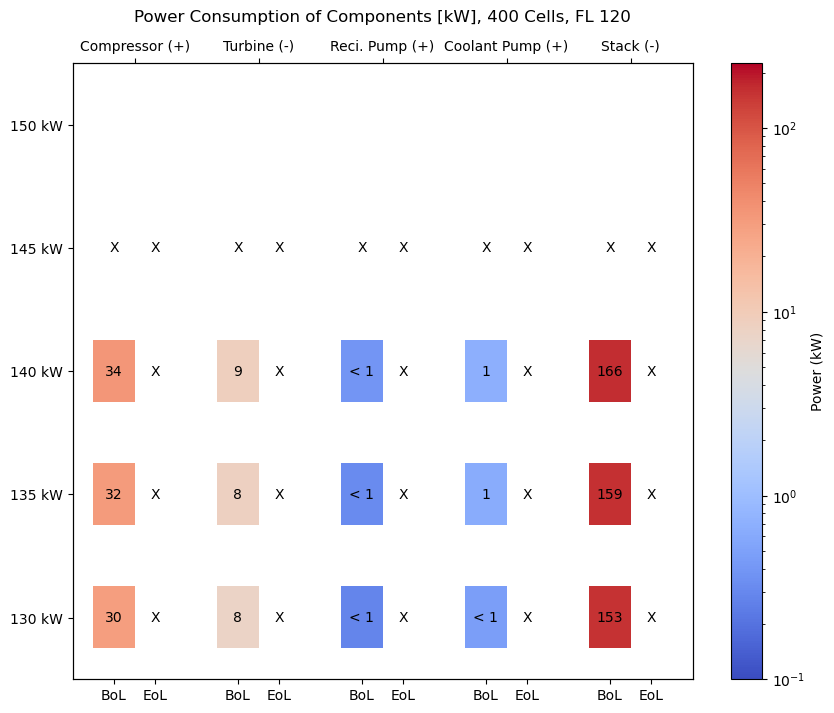 Power Consumption of Components [kW], 400 Cells, FL 120
Compressor (+) Turbine (-) Reci. Pump (+) Coolant Pump (+) Stack (-)
150 kW
145 kW X X X X X X X X X X
140 kW 34 X 9 X < 1 X 1 X 166 X
135 kW 32 X 8 X < 1 X 1 X 159 X
130 kW 30 X 8 X < 1 X < 1 X 153 X
BoL EoL BoL EoL BoL EoL BoL EoL BoL EoL
10²
10¹
10⁰
10⁻¹
Power (kW)